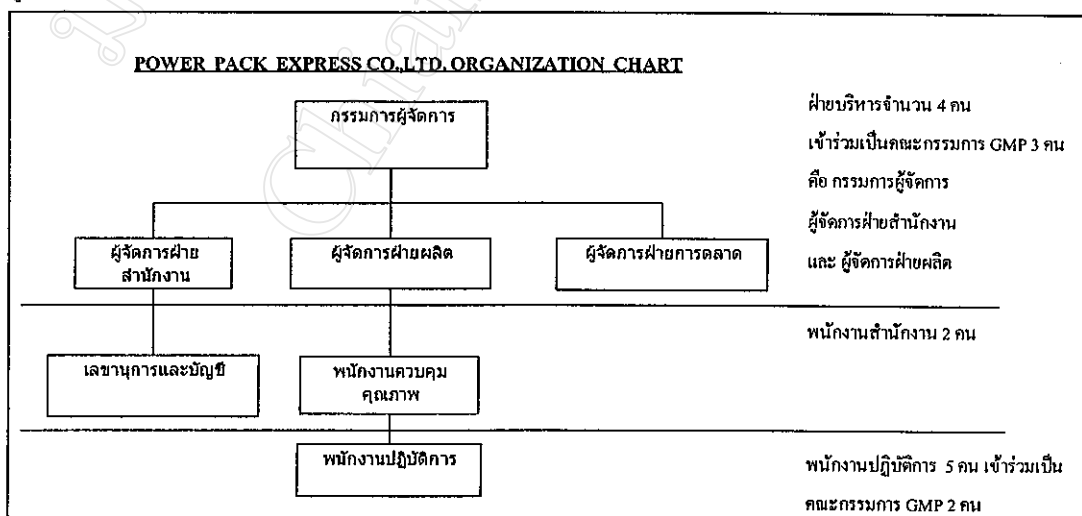 POWER PACK EXPRESS CO.,LTD. ORGANIZATION CHART
กรรมการผู้จัดการ
ฝ่ายบริหารจำนวน 4 คน
เข้าร่วมเป็นคณะกรรมการ GMP 3 คน
คือ กรรมการผู้จัดการ
ผู้จัดการฝ่ายสำนักงาน
และ ผู้จัดการฝ่ายผลิต
ผู้จัดการฝ่าย
สำนักงาน
ผู้จัดการฝ่ายผลิต
ผู้จัดการฝ่ายการตลาด
พนักงานสำนักงาน 2 คน
เลขานุการและบัญชี
พนักงานควบคุม
คุณภาพ
พนักงานปฏิบัติการ
พนักงานปฏิบัติการ 5 คน เข้าร่วมเป็น
คณะกรรมการ GMP 2 คน